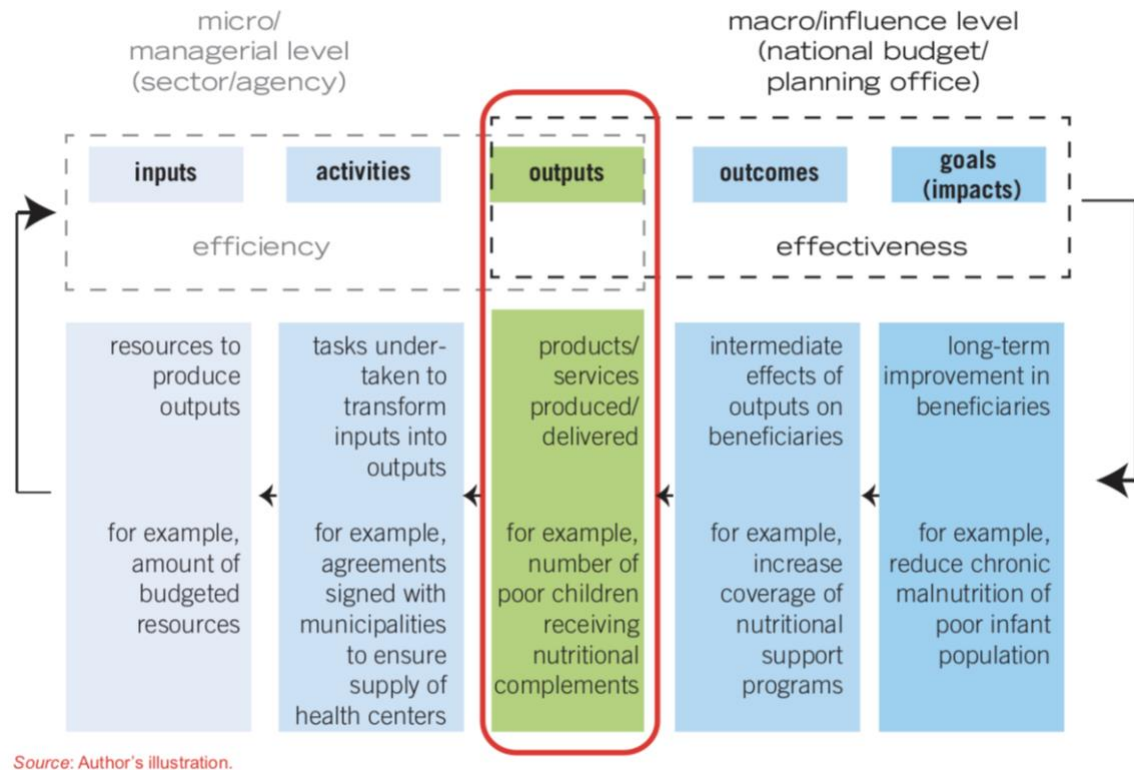 micro/
managerial level
(sector/agency)
macro/influence level
(national budget/
planning office)
inputs
activities
outputs
outcomes
goals
(impacts)
efficiency
effectiveness
resources to
produce
outputs
tasks under-
taken to
transform
inputs into
outputs
products/
services
produced/
delivered
intermediate
effects of
outputs on
beneficiaries
long-term
improvement in
beneficiaries
for example,
amount of
budgeted
resources
for example,
agreements
signed with
municipalities
to ensure
supply of
health centers
for example,
number of
poor children
receiving
nutritional
complements
for example,
increase
coverage of
nutritional
support
programs
for example,
reduce chronic
malnutrition of
poor infant
population
Source: Author's illustration.